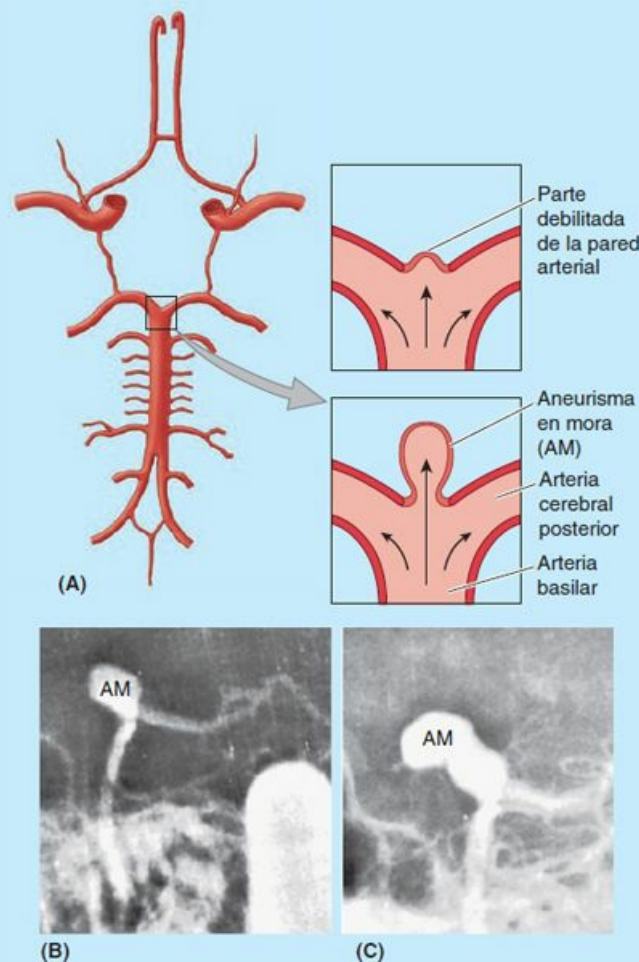 Parte
debilitada
de la pared
arterial
Aneurisma
en mora
(AM)
Arteria
cerebral
posterior
Arteria
basilar
(A)
AM
AM
(B)
(C)